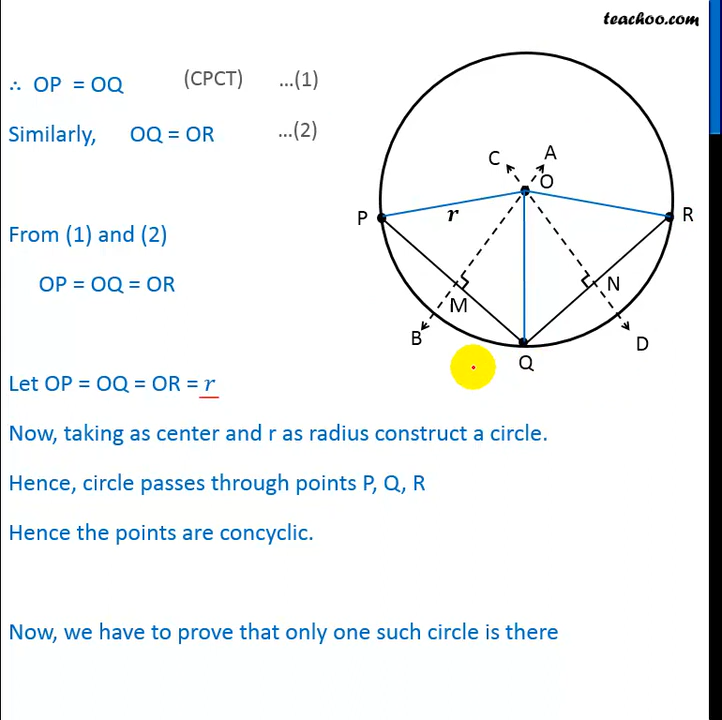 teachoo.com
∴ OP = OQ (CPCT) ...(1)
Similarly, OQ = OR ...(2)
From (1) and (2)
OP = OQ = OR
Let OP = OQ = OR = r
Now, taking as center and r as radius construct a circle.
Hence, circle passes through points P, Q, R
Hence the points are concyclic.
Now, we have to prove that only one such circle is there
C A
O
P r R
M N
B D
Q